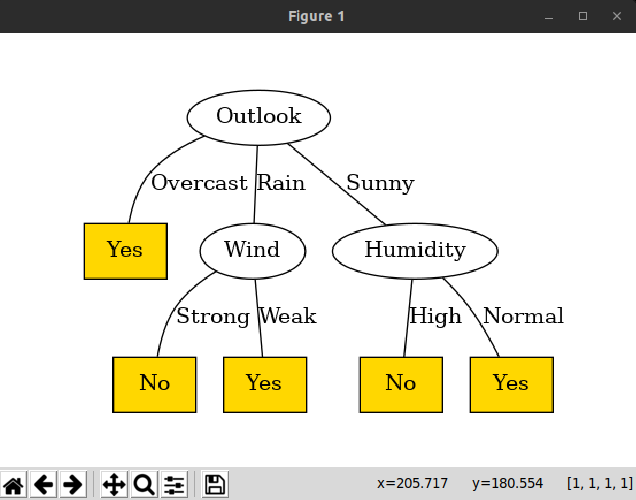 Figure 1
Outlook
Overcast Rain Sunny
Yes Wind Humidity
Strong Weak High Normal
No Yes No Yes
x=205.717 y=180.554 [1, 1, 1, 1]